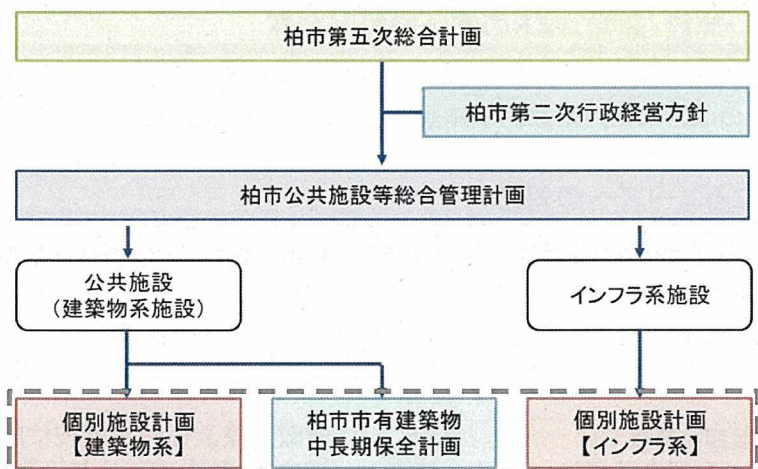 柏市第五次総合計画
柏市第二次行政経営方針
柏市公共施設等総合管理計画
公共施設
（建築物系施設）
インフラ系施設
個別施設計画
【建築物系】
柏市市有建築物
中長期保全計画
個別施設計画
【インフラ系】